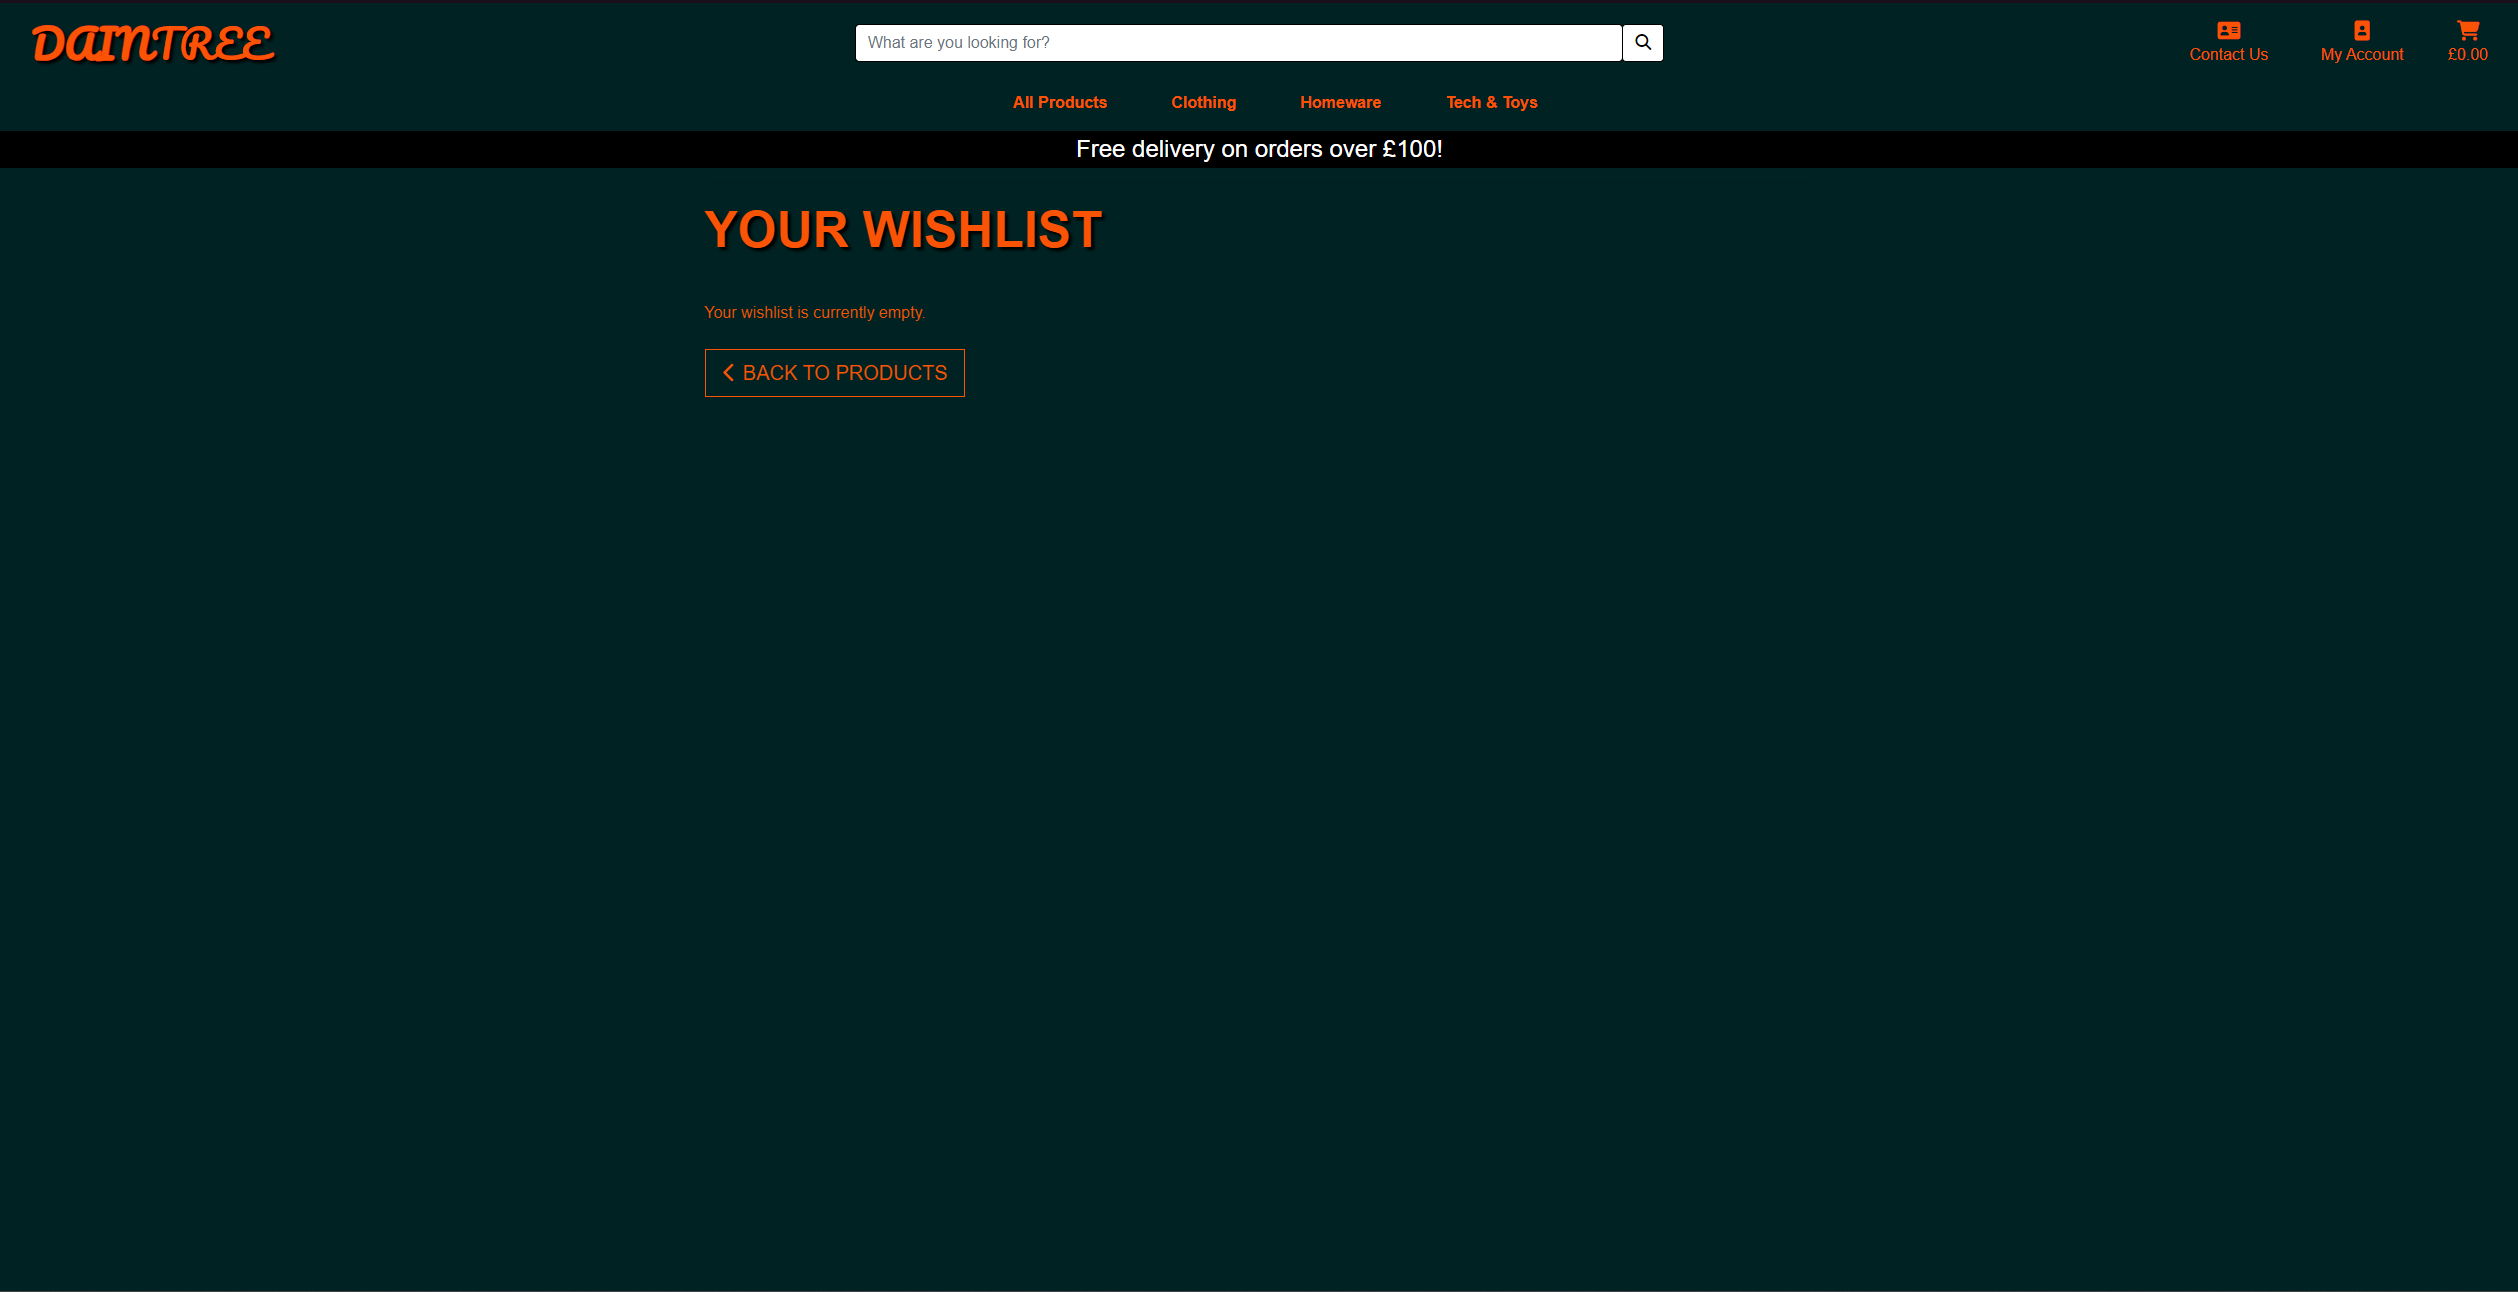 DAINTREE
What are you looking for?
Contact Us
My Account
£0.00
All Products
Clothing
Homeware
Tech & Toys
Free delivery on orders over £100!
YOUR WISHLIST
Your wishlist is currently empty.
BACK TO PRODUCTS